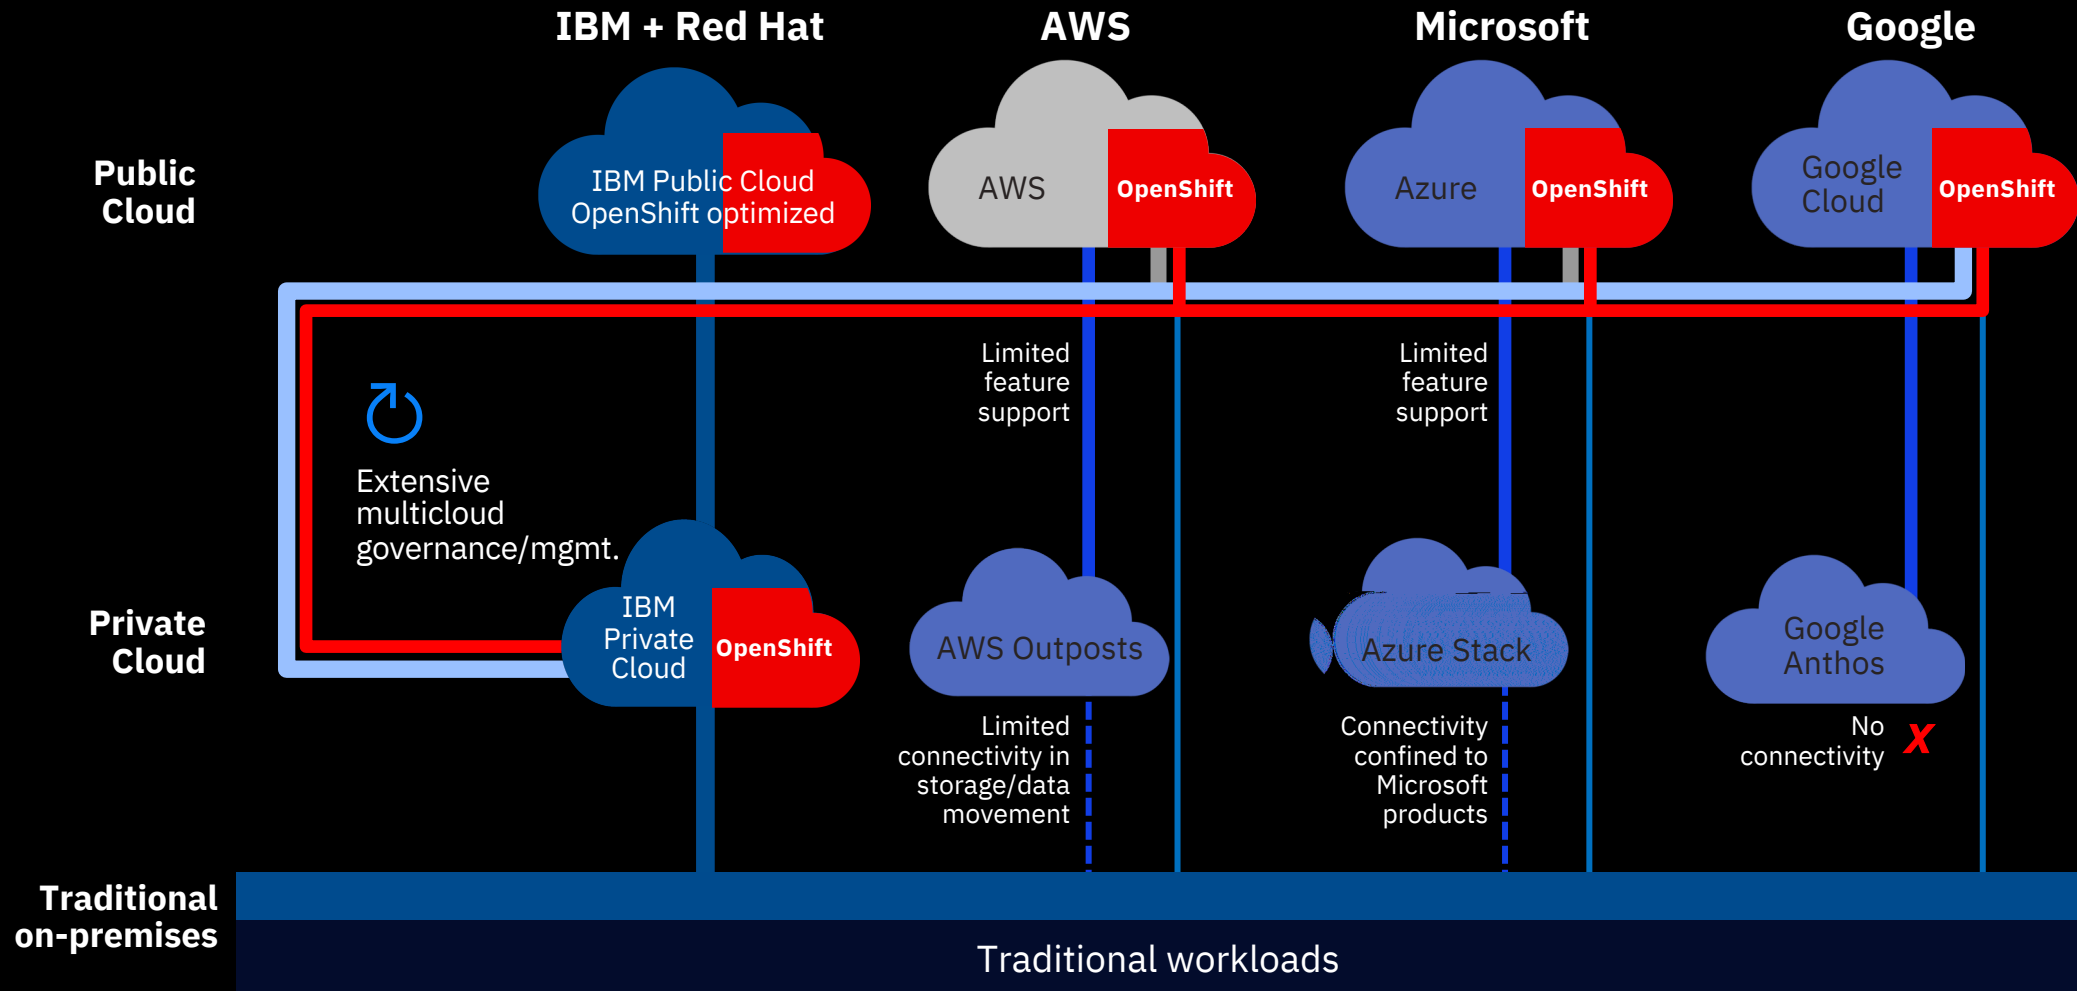 IBM + Red Hat
AWS
Microsoft
Google
Public
Cloud
IBM Public Cloud
OpenShift optimized
AWS
OpenShift
Azure
OpenShift
Google
Cloud
OpenShift
Limited
feature
support
Limited
feature
support
Extensive
multicloud
governance/mgmt.
Private
Cloud
IBM
Private
Cloud
OpenShift
AWS Outposts
Azure Stack
Google
Anthos
Limited
connectivity in
storage/data
movement
Connectivity
confined to
Microsoft
products
No
connectivity
X
Traditional
on-premises
Traditional workloads